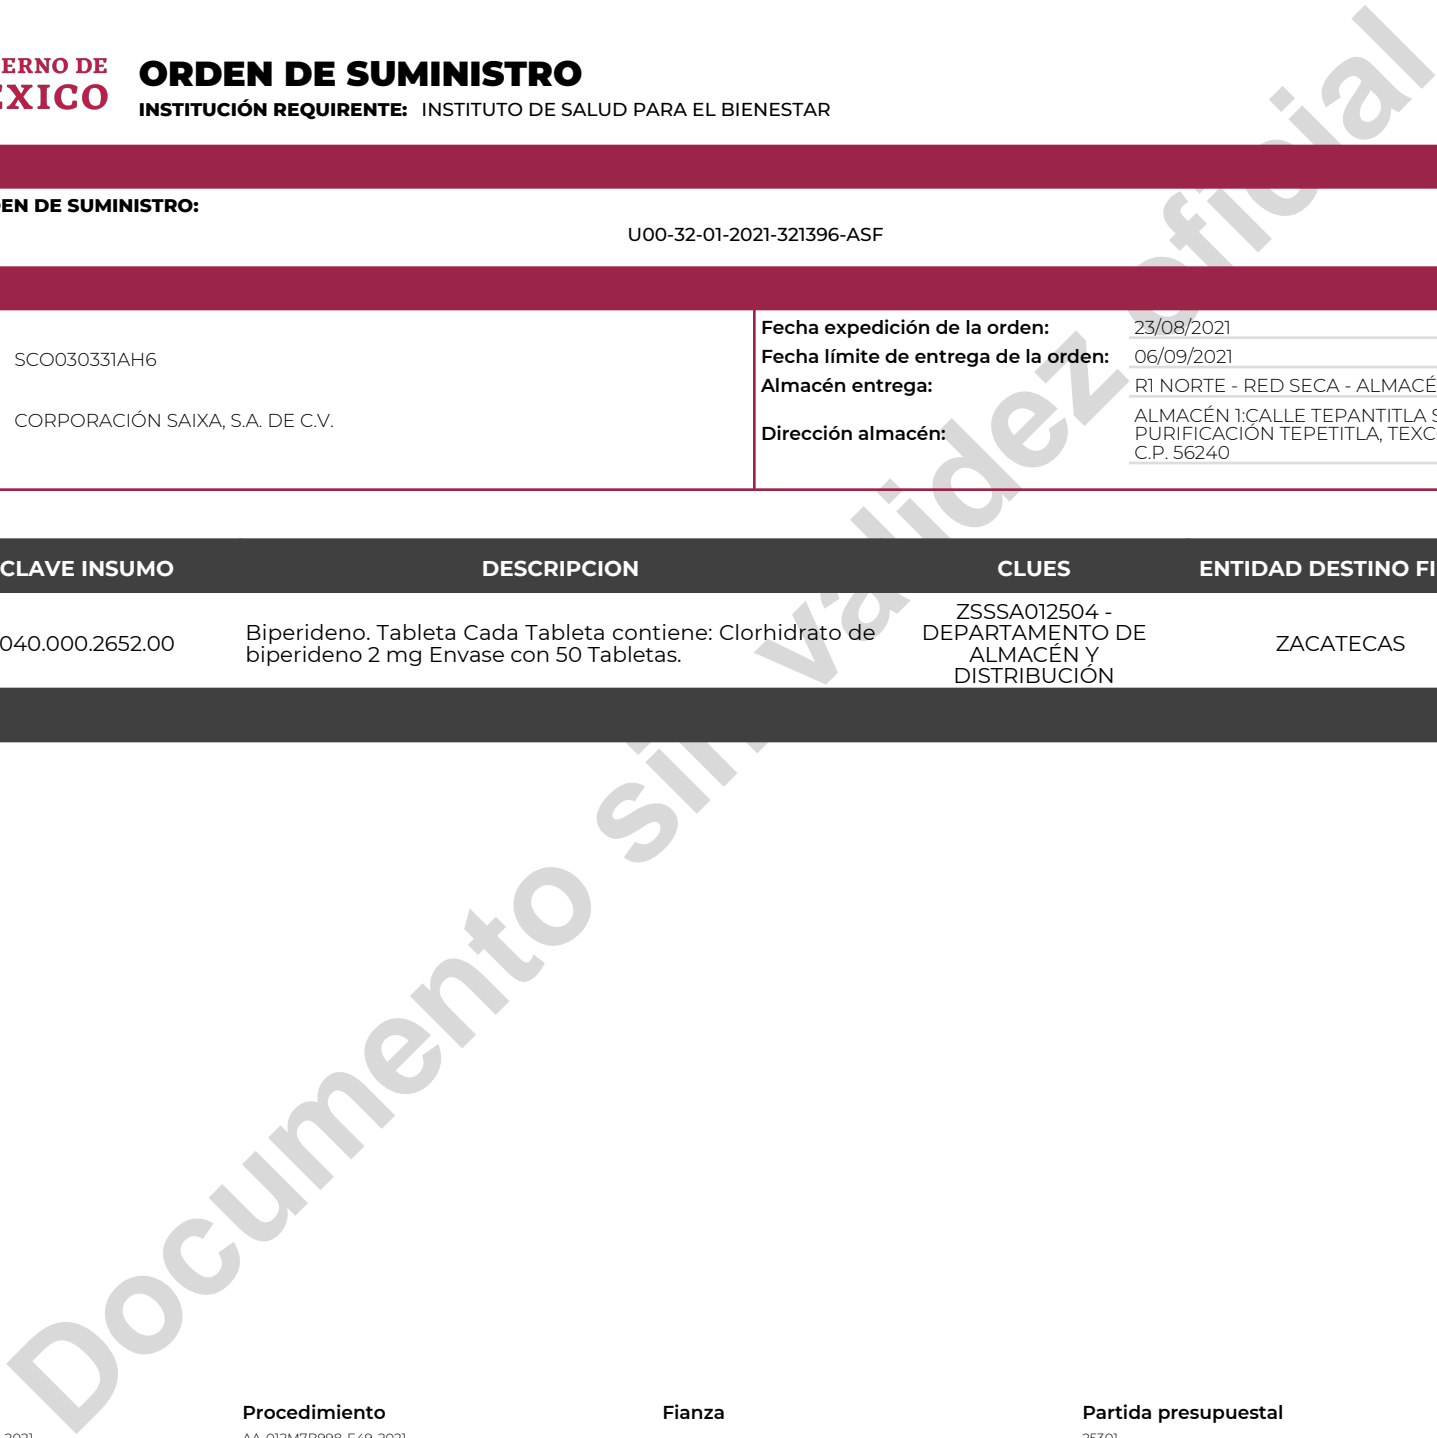 ERNO DE
ÉXICO
ORDEN DE SUMINISTRO
INSTITUCIÓN REQUIRENTE: INSTITUTO DE SALUD PARA EL BIENESTAR
EN DE SUMINISTRO:
U00-32-01-2021-321396-ASF
SCO030331AH6
CORPORACIÓN SAIXA, S.A. DE C.V.
Fecha expedición de la orden: 23/08/2021
Fecha límite de entrega de la orden: 06/09/2021
Almacén entrega: R1 NORTE - RED SECA - ALMACÉ
Dirección almacén: ALMACÉN 1:CALLE TEPANTITLA S
PURIFICACIÓN TEPETITLA, TEXC
C.P. 56240
CLAVE INSUMO DESCRIPCION CLUES ENTIDAD DESTINO FI
040.000.2652.00
Biperideno. Tableta Cada Tableta contiene: Clorhidrato de
biperideno 2 mg Envase con 50 Tabletas.
ZSSSA012504 -
DEPARTAMENTO DE
ALMACÉN Y
DISTRIBUCIÓN
ZACATECAS
Documento sin validez oficial
Procedimiento Fianza Partida presupuestal